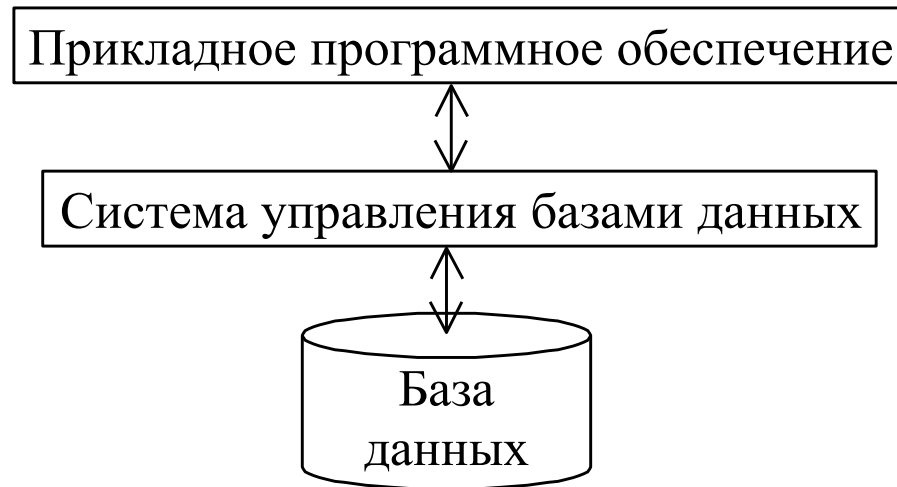 Прикладное программное обеспечение
Система управления базами данных
База
данных